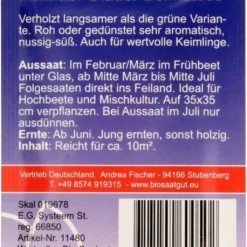 Verholzt langsamer als die grüne Varian-
te. Roh oder gedünstet sehr aromatisch,
nussig-süß. Auch für wertvolle Keimlinge.
Aussaat: Im Februar/März im Frühbeet
unter Glas, ab Mitte März bis Mitte Juli
Folgesaaten direkt ins Feiland. Ideal für
Hochbeete und Mischkultur. Auf 35x35
cm verpflanzen. Bei Aussaat im Juli nur
ausdünnen.
Ernte: Ab Juni. Jung ernten, sonst holzig.
Inhalt: Reicht für ca. 10m².
Vertrieb Deutschland. Andrea Fischer - 94166 Stubenberg
T. +49 8574 919315 - www.biosaatgut.eu
Skal 019678
E.G. Systeem St.
reg. 66850
Artikel-Nr. 11480